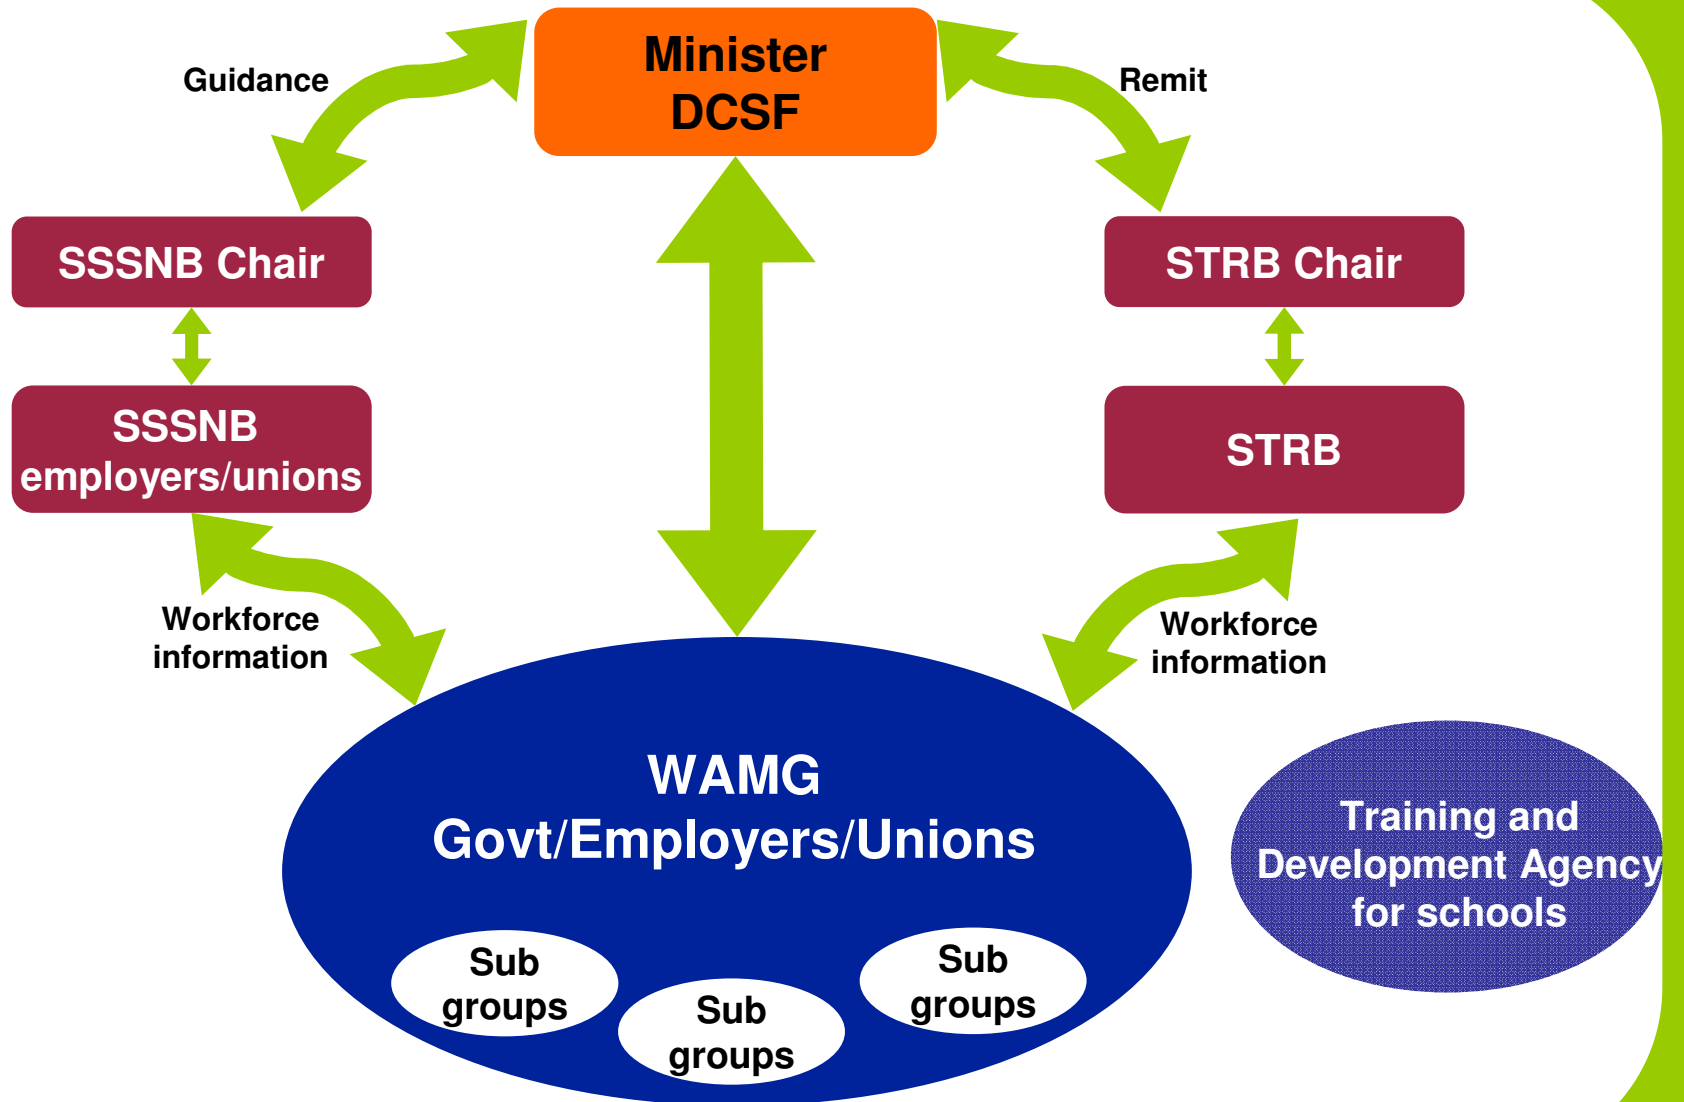 Minister
DCSF
Guidance
Remit
SSSNB Chair
STRB Chair
SSSNB
employers/unions
STRB
Workforce
information
Workforce
information
WAMG
Govt/Employers/Unions
Training and
Development Agency
for schools
Sub
groups
Sub
groups
Sub
groups